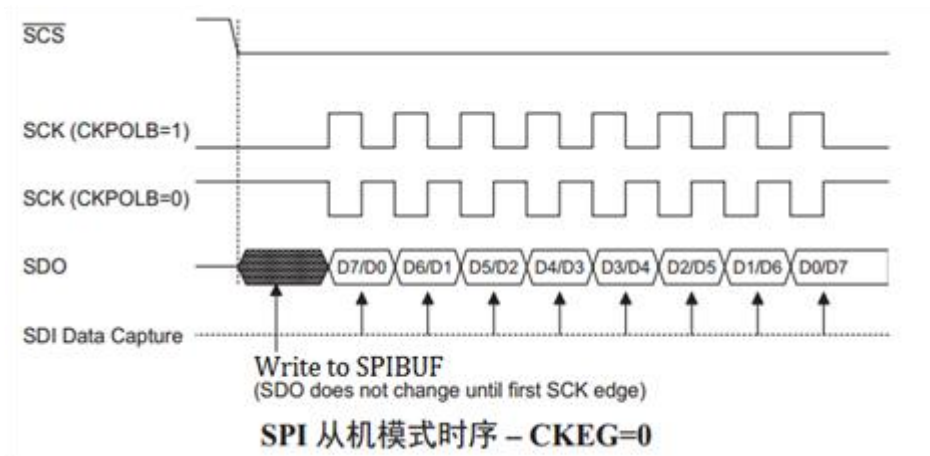 SCS
SCK (CKPOLB=1)
SCK (CKPOLB=0)
SDO
D7/D0 D6/D1 D5/D2 D4/D3 D3/D4 D2/D5 D1/D6 D0/D7
SDI Data Capture
Write to SPIBUF
(SDO does not change until first SCK edge)
SPI 从机模式时序 – CKEG=0